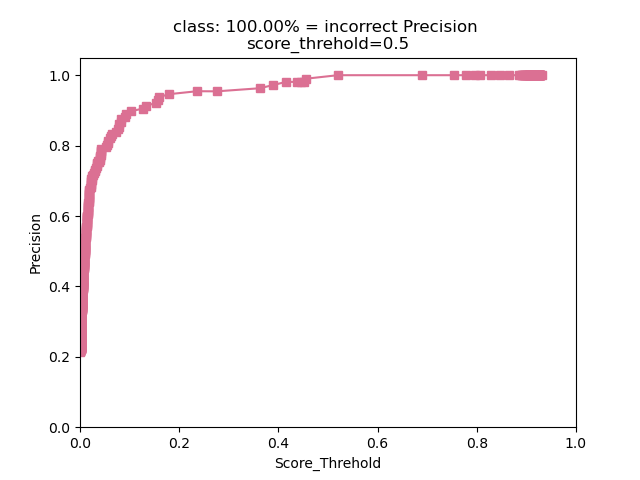 class: 100.00% = incorrect Precision
score_threhold=0.5
1.0
0.8
0.6
0.4
0.2
0.0
Precision
0.0 0.2 0.4 0.6 0.8 1.0
Score_Threhold